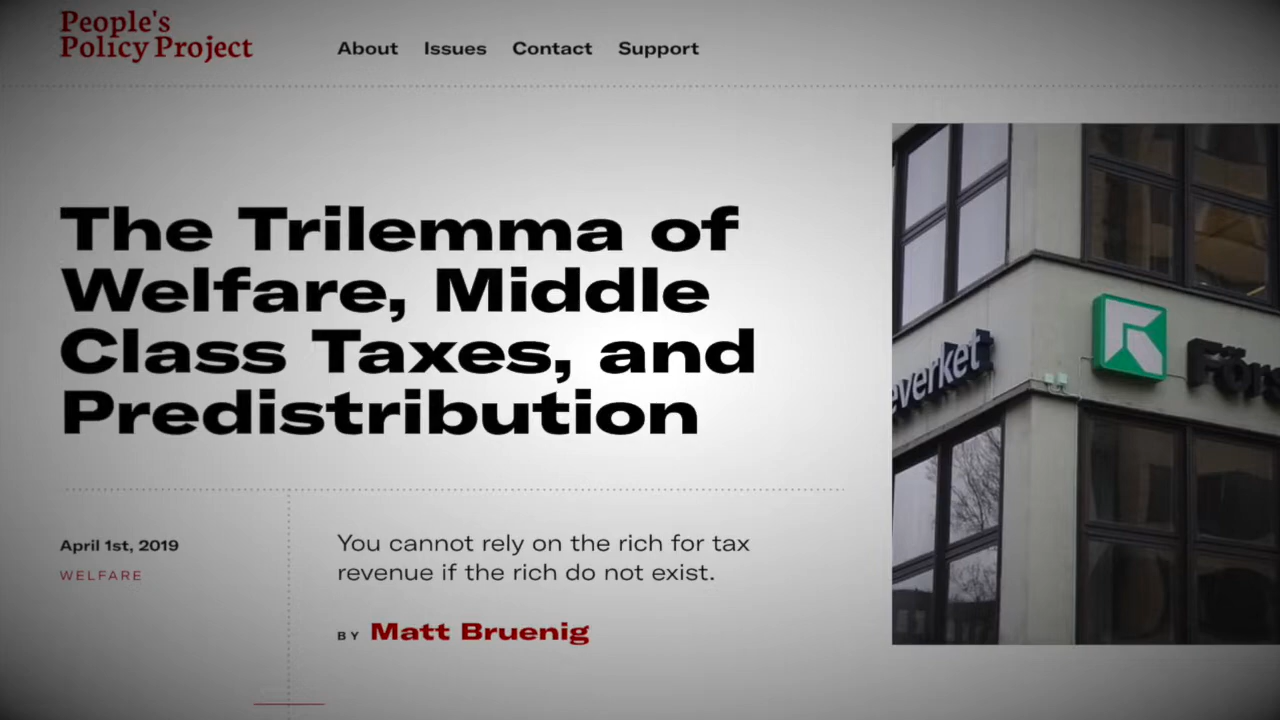 People's
Policy Project
About Issues Contact Support
The Trilemma of
Welfare, Middle
Class Taxes, and
Predistribution
everket
Förs
April 1st, 2019
WELFARE
You cannot rely on the rich for tax
revenue if the rich do not exist.
BY Matt Bruenig